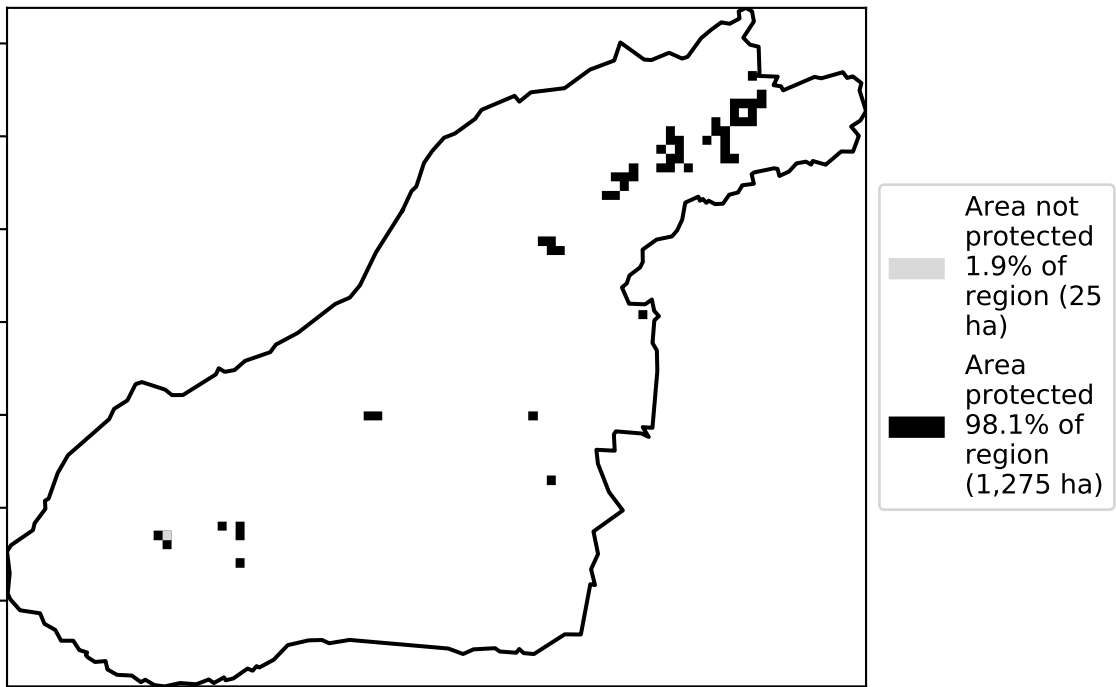 Area not
protected
1.9% of
region (25
ha)
Area
protected
98.1% of
region
(1,275 ha)